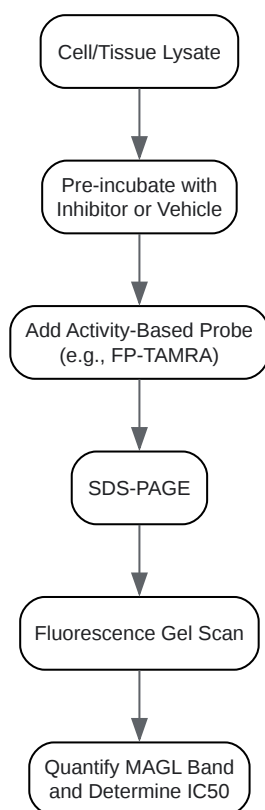 Cell/Tissue Lysate
Pre-incubate with
Inhibitor or Vehicle
Add Activity-Based Probe
(e.g., FP-TAMRA)
SDS-PAGE
Fluorescence Gel Scan
Quantify MAGL Band
and Determine IC50